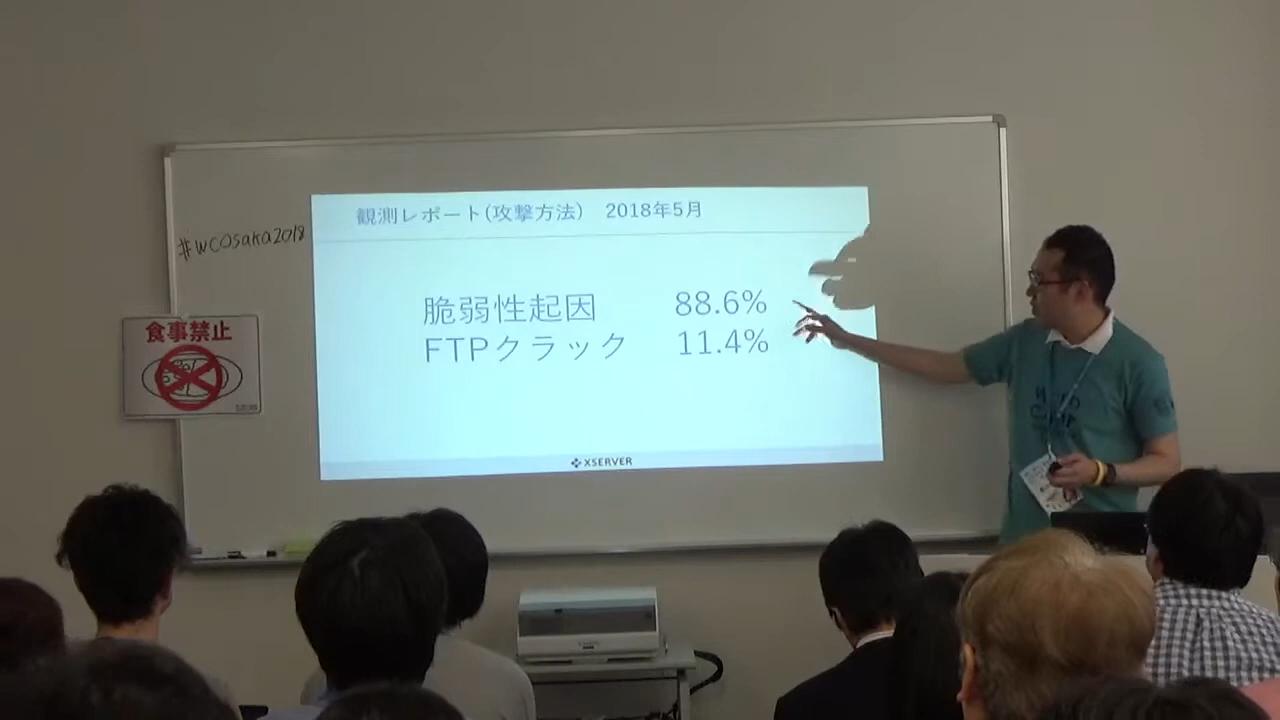 観測レポート(攻撃方法) 2018年5月
#WCOsaka2018
脆弱性起因 88.6%
食事禁止
FTPクラック 11.4%
XSERVER